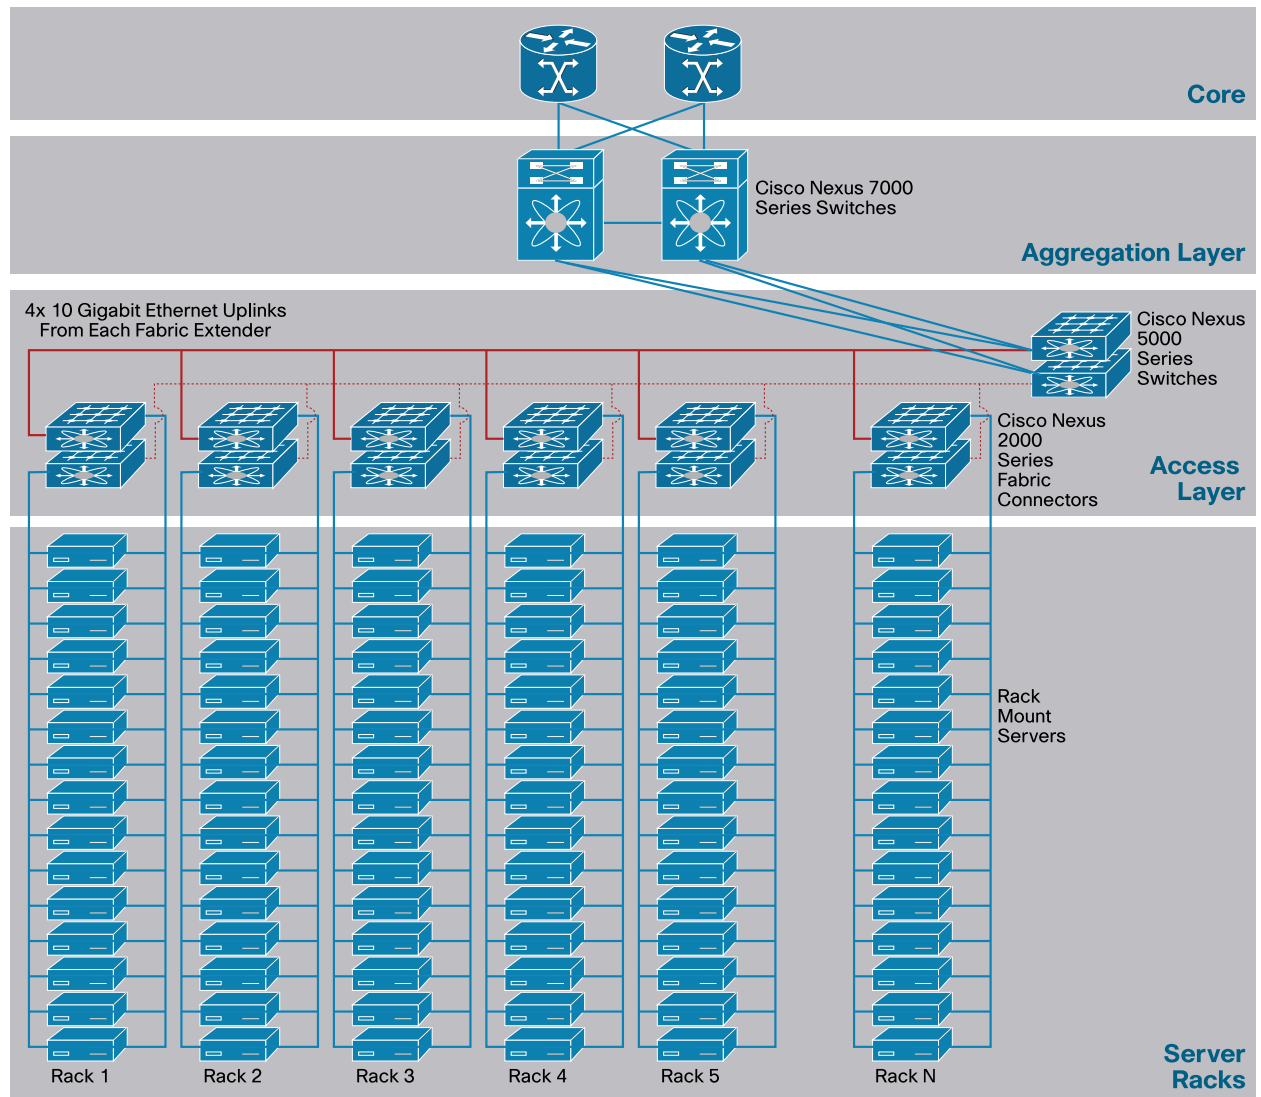 Core
Cisco Nexus 7000
Series Switches
Aggregation Layer
4x 10 Gigabit Ethernet Uplinks
From Each Fabric Extender
Cisco Nexus
5000
Series
Switches
Cisco Nexus
2000
Series
Fabric
Connectors
Access
Layer
Rack
Mount
Servers
Server
Racks
Rack 1
Rack 2
Rack 3
Rack 4
Rack 5
Rack N